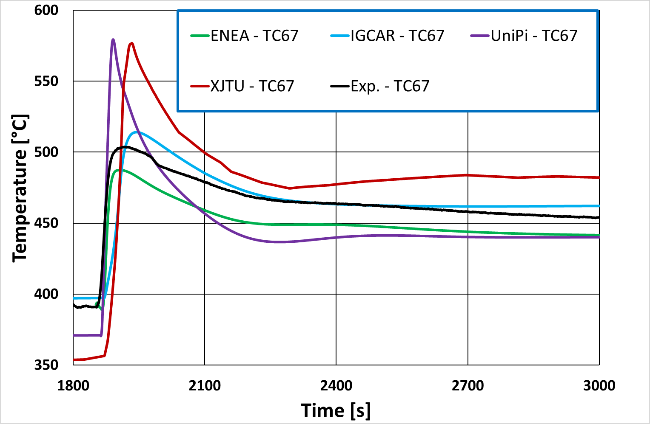 ENEA - TC67 IGCAR - TC67 UniPi - TC67
XJTU - TC67 Exp. - TC67
600
550
500
450
400
350
Temperature [°C]
1800 2100 2400 2700 3000
Time [s]